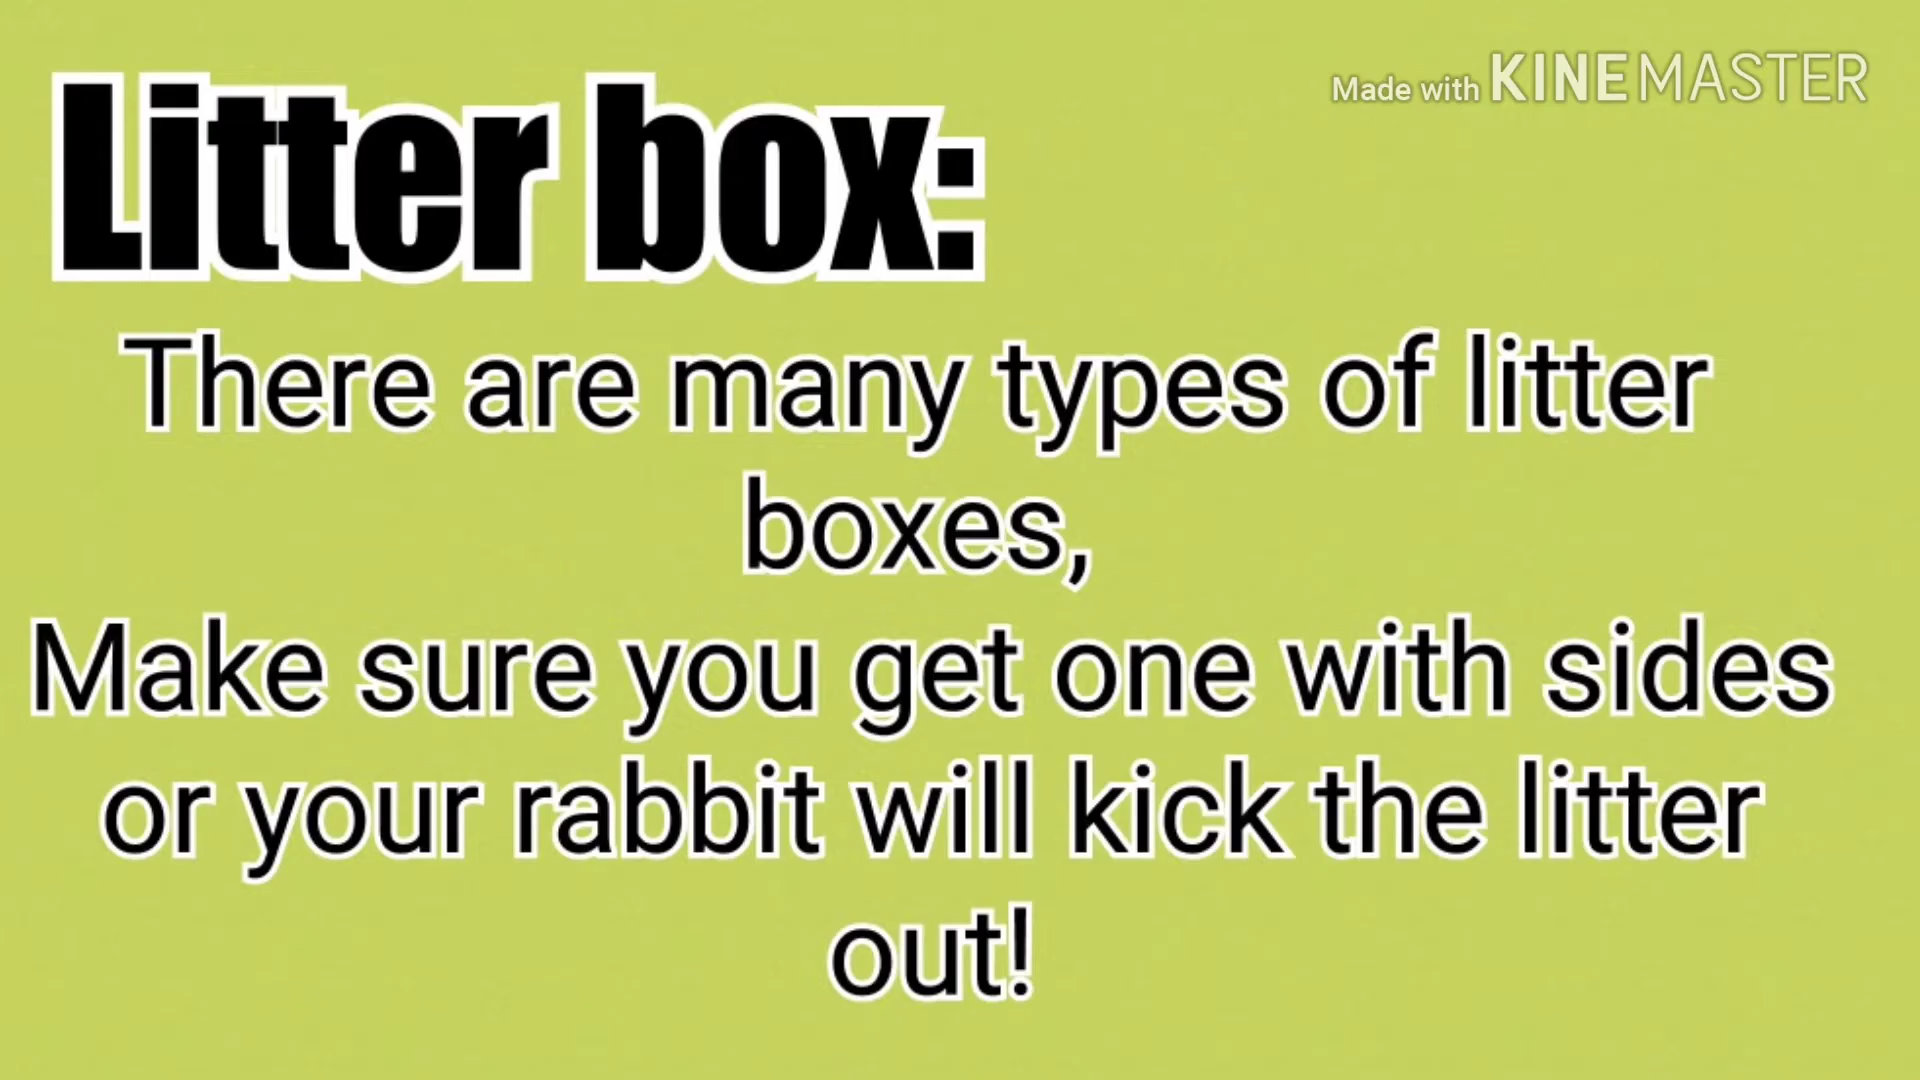 Made with KINEMASTER
Litter box:
There are many types of litter
boxes,
Make sure you get one with sides
or your rabbit will kick the litter
out!